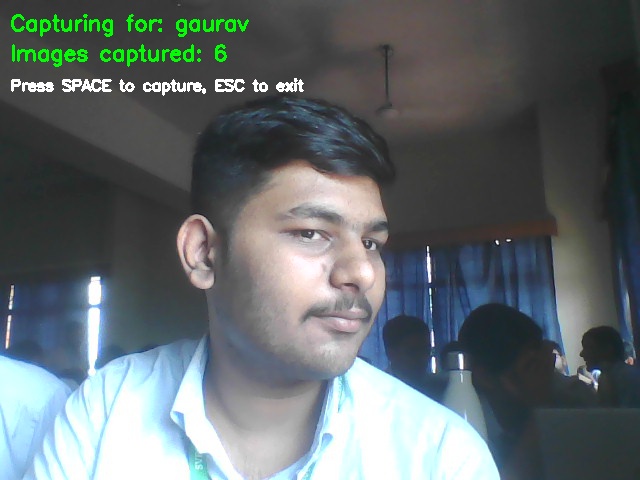 Capturing for: gaurav
Images captured: 6
Press SPACE to capture, ESC to exit